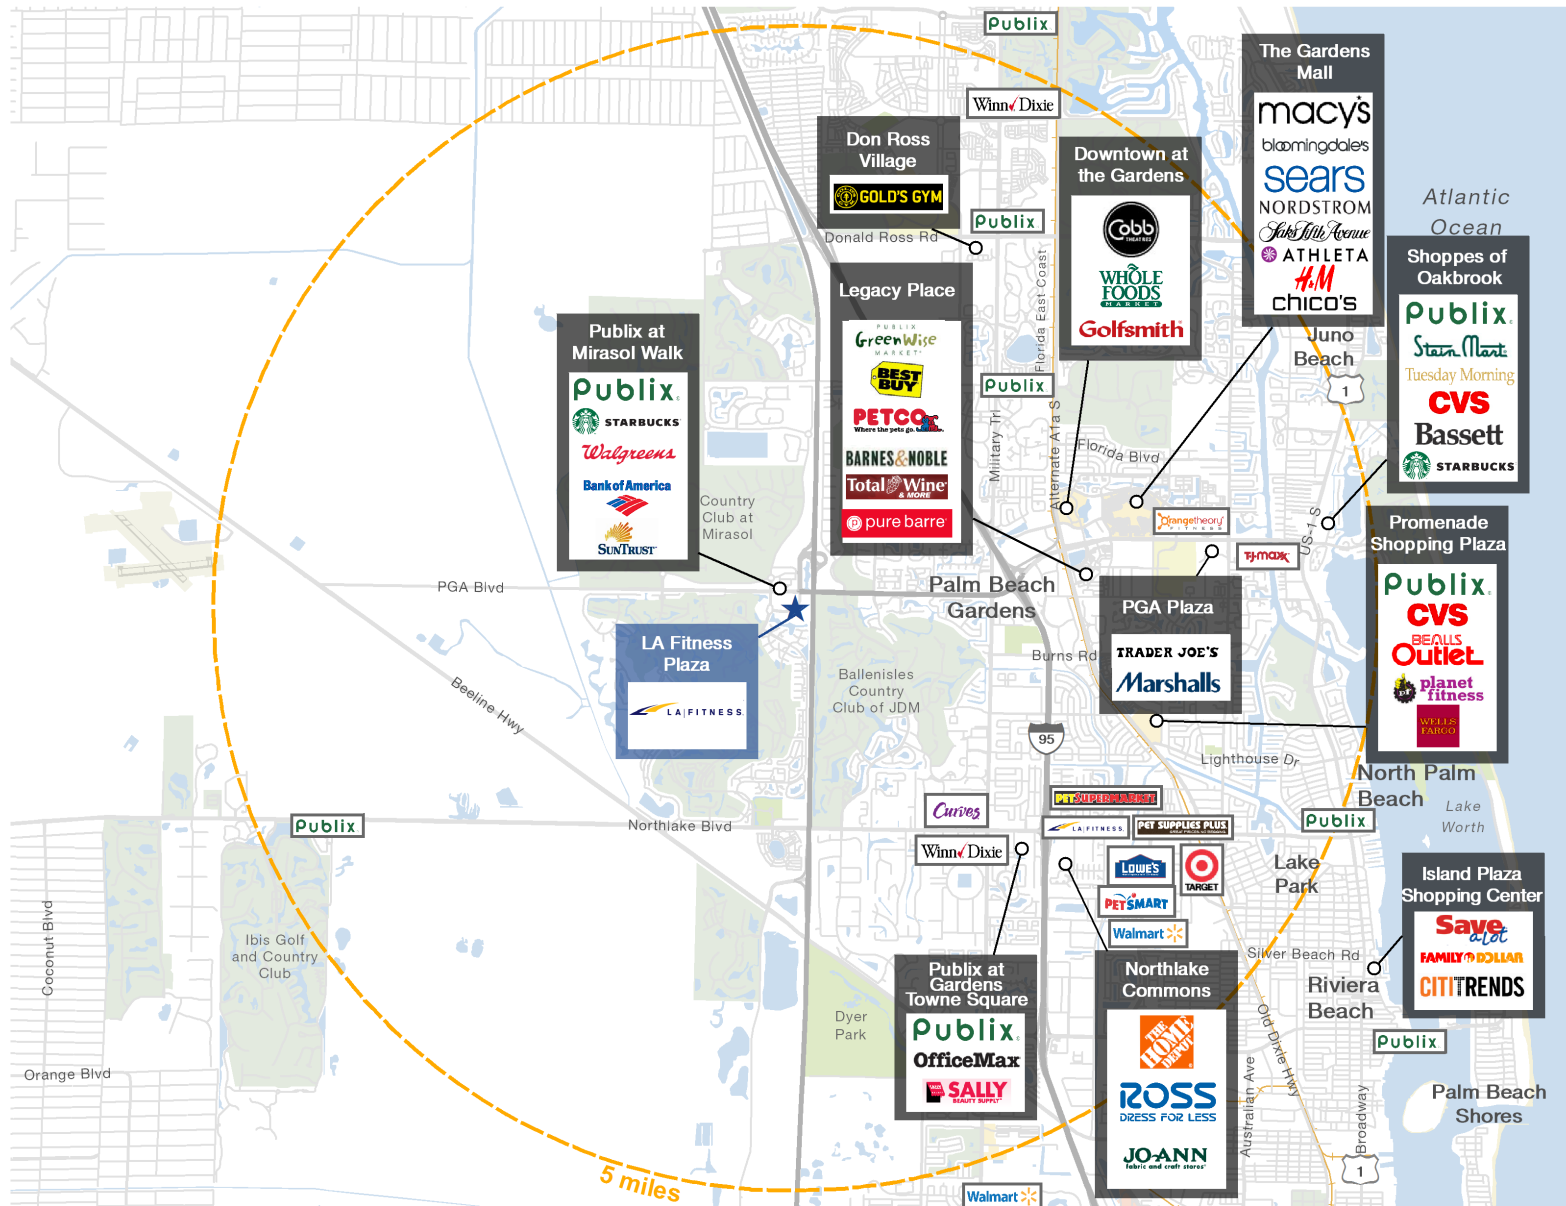 Publix
Winn Dixie
The Gardens
Mall
macy's
bloomingdale's
sears
NORDSTROM
Saks Fifth Avenue
ATHLETA
H&M
chico's
Don Ross
Village
GOLD'S GYM
Publix
Donald Ross Rd
Downtown at
the Gardens
Cobb
THEATRES
WHOLE
FOODS
MARKET
Golfsmith
Atlantic
Ocean
Shoppes of
Oakbrook
Publix
Stein Mart
Tuesday Morning
CVS
Bassett
STARBUCKS
Juno
Beach
1
Legacy Place
PUBLIX
GreenWise
MARKET
BEST
BUY
PETCO
Where the pets go.
BARNES&NOBLE
Total Wine
& MORE
pure barre
Publix at
Mirasol Walk
Publix
STARBUCKS
Walgreens
Bank of America
SUNTRUST
Florida East Coast
Publix
Military Trl
Alternate A1a S
Florida Blvd
Country
Club at
Mirasol
Orangetheory
FITNESS
T.J.maxx
US-1 S
Promenade
Shopping Plaza
Publix
CVS
BEALLS
Outlet
planet
fitness
WELLS
FARGO
PGA Blvd
Palm Beach
Gardens
PGA Plaza
TRADER JOE'S
Marshalls
LA Fitness
Plaza
LA|FITNESS
Burns Rd
Ballenisles
Country
Club of JDM
Beeline Hwy
95
Lighthouse Dr
North Palm
Beach
Lake
Worth
Curves
PET SUPERMARKET
LA|FITNESS
PET SUPPLIES PLUS
Publix
Northlake Blvd
Publix
Winn Dixie
LOWE'S
TARGET
PETSMART
Walmart
Lake
Park
Island Plaza
Shopping Center
Save
a lot
FAMILY DOLLAR
CITITRENDS
Coconut Blvd
Ibis Golf
and Country
Club
Silver Beach Rd
Riviera
Beach
Publix at
Gardens
Towne Square
Publix
OfficeMax
SALLY
BEAUTY SUPPLY
Northlake
Commons
THE
HOME
DEPOT
ROSS
DRESS FOR LESS
JO-ANN
fabric and craft stores
Dyer
Park
Old Dixie Hwy
Publix
Orange Blvd
Australian Ave
Broadway
Palm Beach
Shores
1
5 miles
Walmart